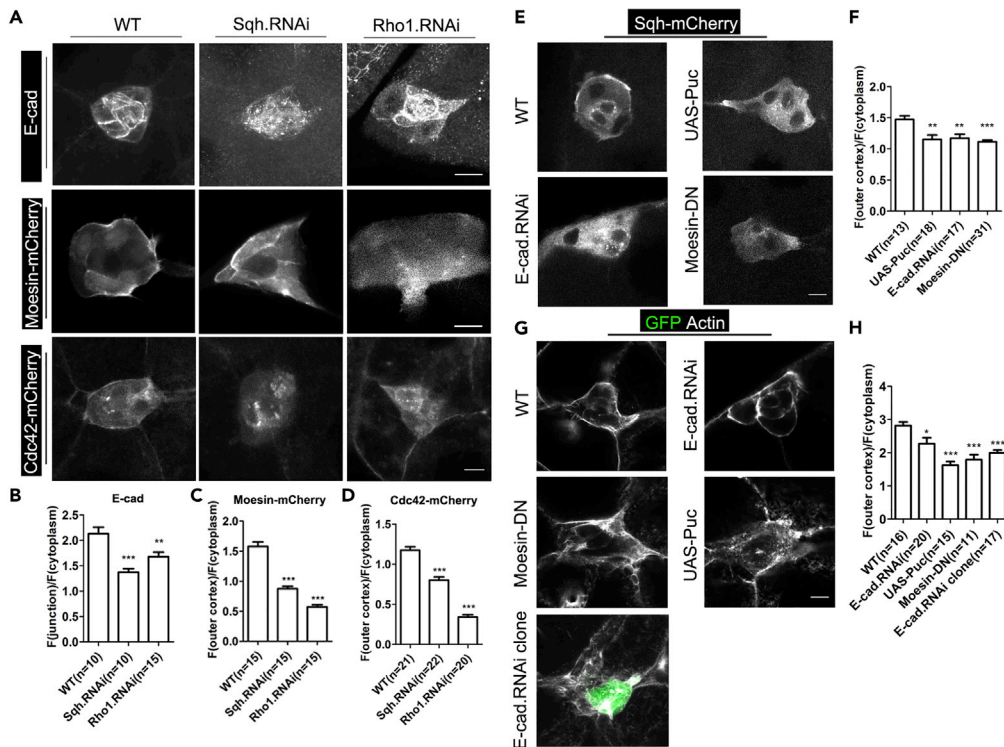 A
WT
Sqh.RNAi
Rho1.RNAi
E-cad
Moesin-mCherry
Cdc42-mCherry
B
E-cad
F(junction)/F(cytoplasm)
2.5
2.0
1.5
1.0
0.5
0.0
WT(n=10)
Sqh.RNAi(n=10)
Rho1.RNAi(n=15)
***
**
C
Moesin-mCherry
F(outer cortex)/F(cytoplasm)
2.0
1.5
1.0
0.5
0.0
WT(n=15)
Sqh.RNAi(n=15)
Rho1.RNAi(n=15)
***
***
D
Cdc42-mCherry
F(outer cortex)/F(cytoplasm)
1.5
1.0
0.5
0.0
WT(n=21)
Sqh.RNAi(n=22)
Rho1.RNAi(n=20)
***
***
E
Sqh-mCherry
WT
UAS-Puc
E-cad.RNAi
Moesin-DN
F
F(outer cortex)/F(cytoplasm)
2.0
1.5
1.0
0.5
0.0
**
**
***
WT(n=13)
UAS-Puc(n=18)
E-cad.RNAi(n=17)
Moesin-DN(n=31)
G
GFP Actin
WT
E-cad.RNAi
Moesin-DN
UAS-Puc
E-cad.RNAi clone
H
F(outer cortex)/F(cytoplasm)
4
3
2
1
0
*
***
***
***
WT(n=16)
E-cad.RNAi(n=20)
UAS-Puc(n=15)
Moesin-DN(n=11)
E-cad.RNAi clone(n=17)